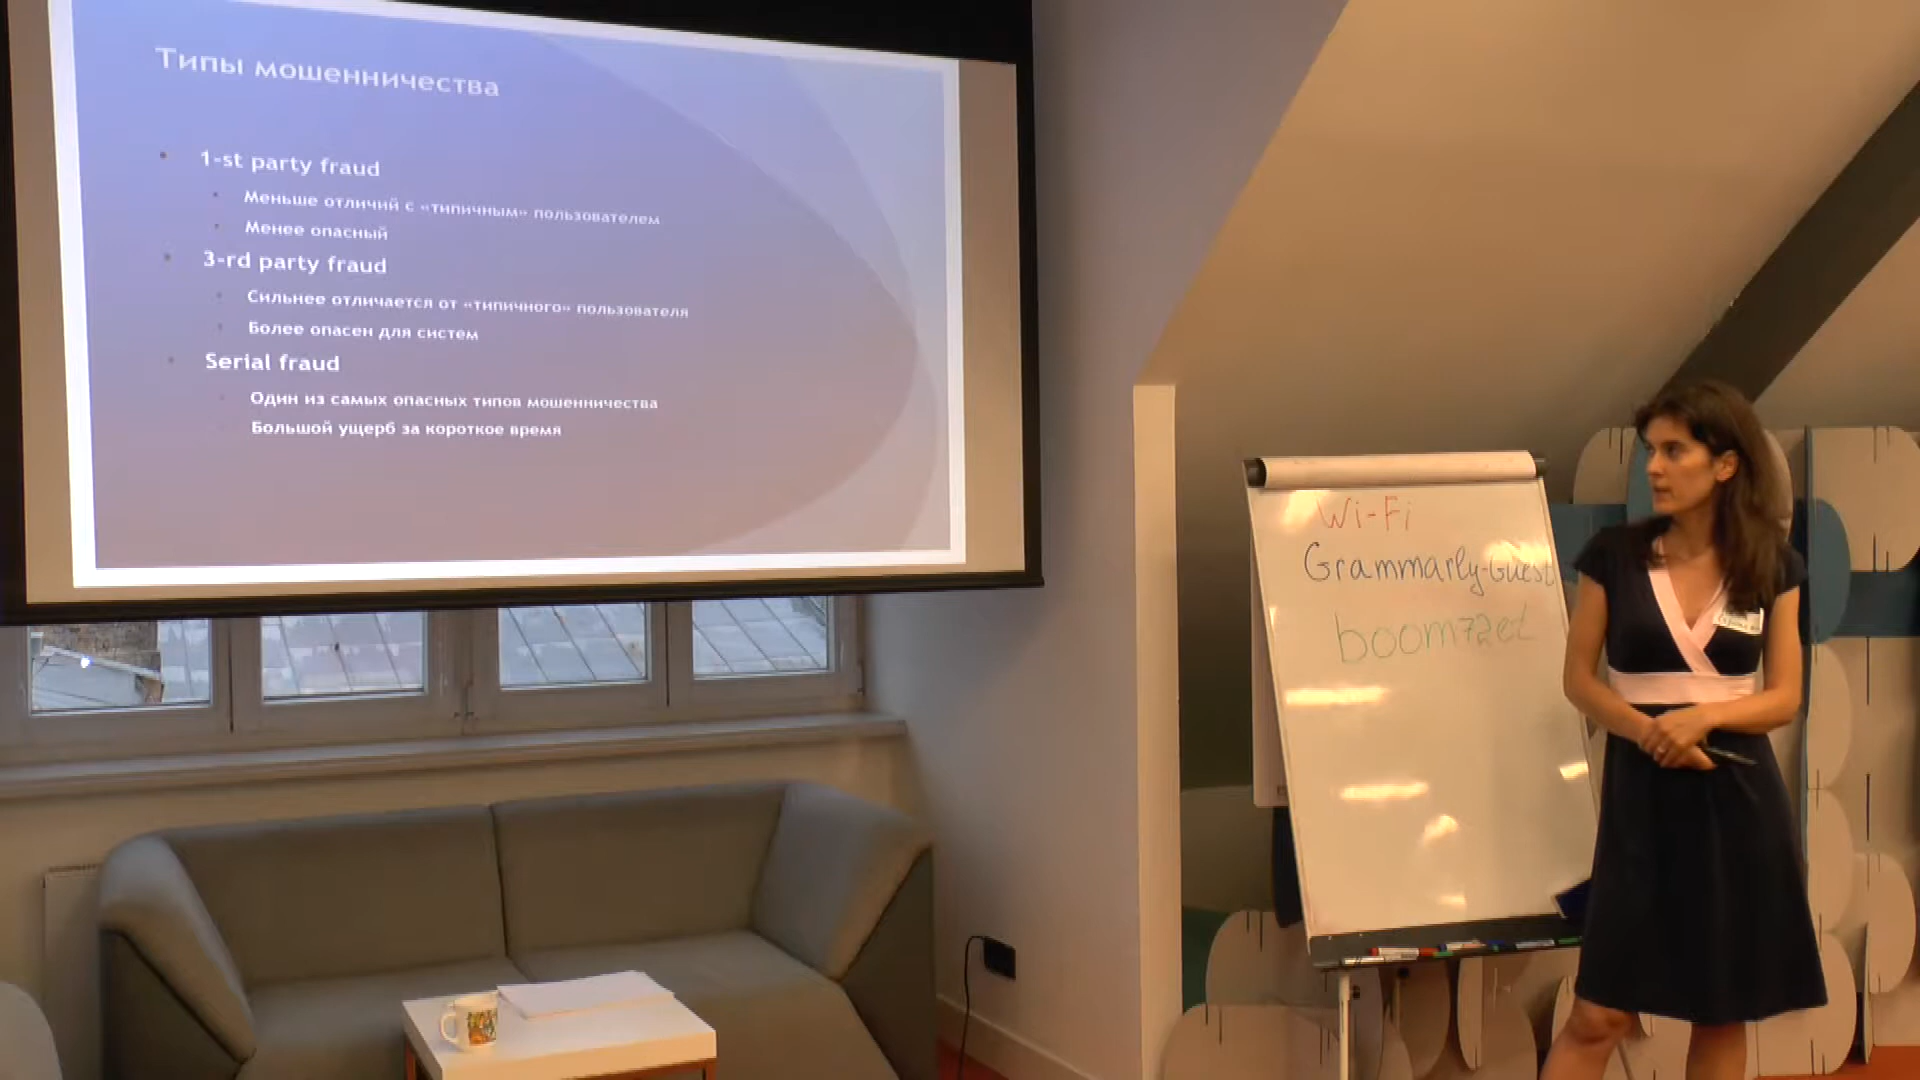 Типы мошенничества
1-st party fraud
Меньше отличий с «типичным» пользователем
Менее опасный
3-rd party fraud
Сильнее отличается от «типичного» пользователя
Более опасен для систем
Serial fraud
Один из самых опасных типов мошенничества
Большой ущерб за короткое время
Wi-Fi
Grammarly-Guest